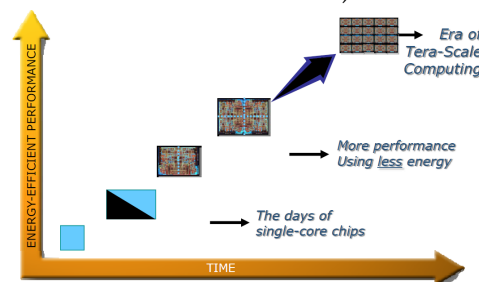 ENERGY-EFFICIENT PERFORMANCE
Era of
Tera-Scale
Computing
More performance
Using less energy
The days of
single-core chips
TIME